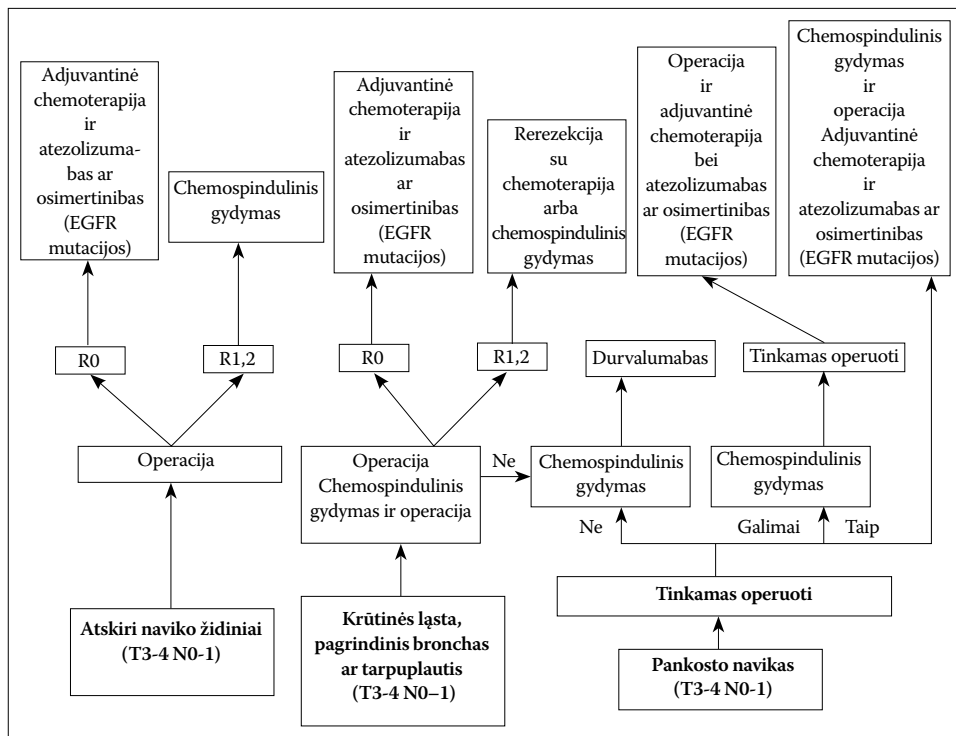 Adjuvantinė
chemoterapija
ir
atezolizuma-
bas ar
osimertinibas
(EGFR
mutacijos)
Chemospindulinis
gydymas
Adjuvantinė
chemoterapija
ir
atezolizumabas
ar
osimertinibas
(EGFR
mutacijos)
Rerezekcija
su
chemoterapija
arba
chemospindulinis
gydymas
Operacija
ir
adjuvantinė
chemoterapija
bei
atezolizumabas
ar osimertinibas
(EGFR
mutacijos)
Chemospindulinis
gydymas
ir
operacija
Adjuvantinė
chemoterapija
ir
atezolizumabas ar
osimertinibas
(EGFR mutacijos)
R0
R1,2
R0
R1,2
Durvalumabas
Tinkamas operuoti
Operacija
Operacija
Chemospindulinis
gydymas ir operacija
Ne
Chemospindulinis
gydymas
Chemospindulinis
gydymas
Ne
Galimai
Taip
Atskiri naviko židiniai
(T3-4 N0-1)
Krūtinės ląsta,
pagrindinis bronchas
ar tarpuplautis
(T3-4 N0–1)
Tinkamas operuoti
Pankosto navikas
(T3-4 N0-1)